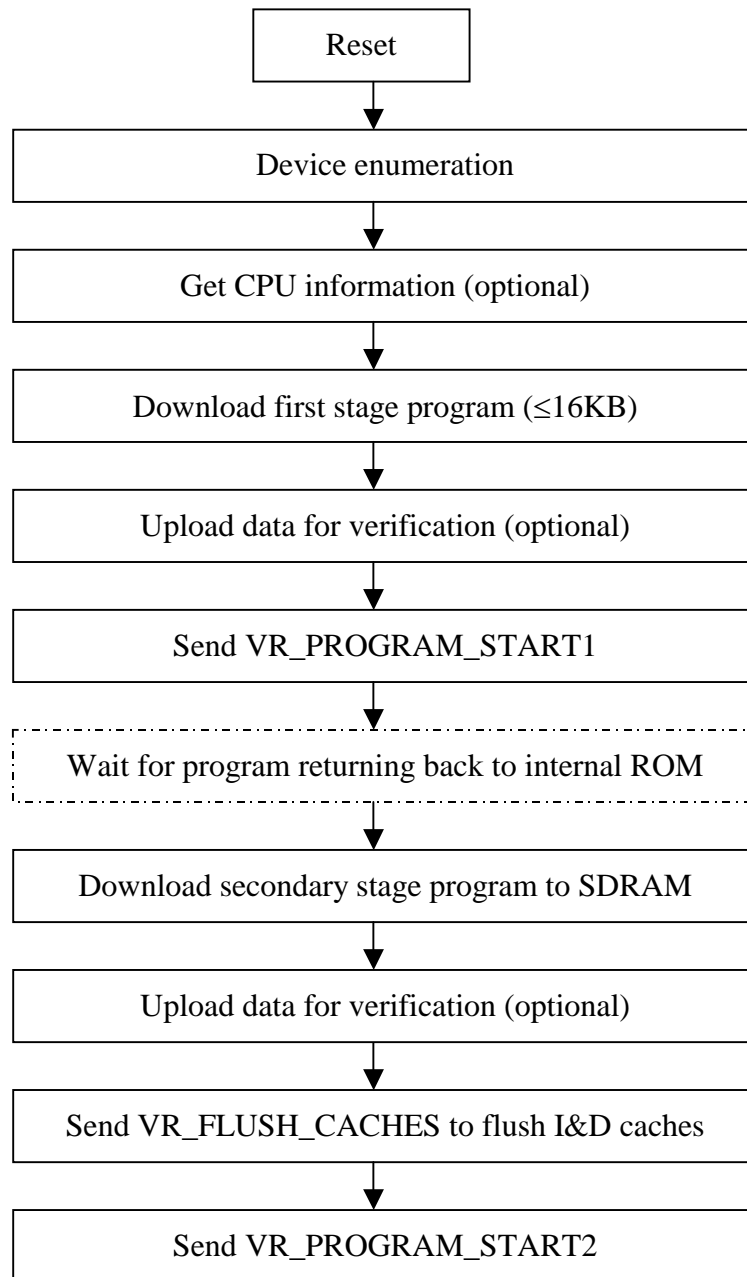 Reset
Device enumeration
Get CPU information (optional)
Download first stage program (≤16KB)
Upload data for verification (optional)
Send VR_PROGRAM_START1
Wait for program returning back to internal ROM
Download secondary stage program to SDRAM
Upload data for verification (optional)
Send VR_FLUSH_CACHES to flush I&D caches
Send VR_PROGRAM_START2